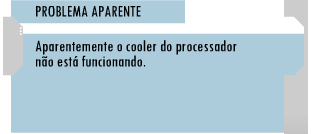 PROBLEMA APARENTE
Aparentemente o cooler do processador
não está funcionando.